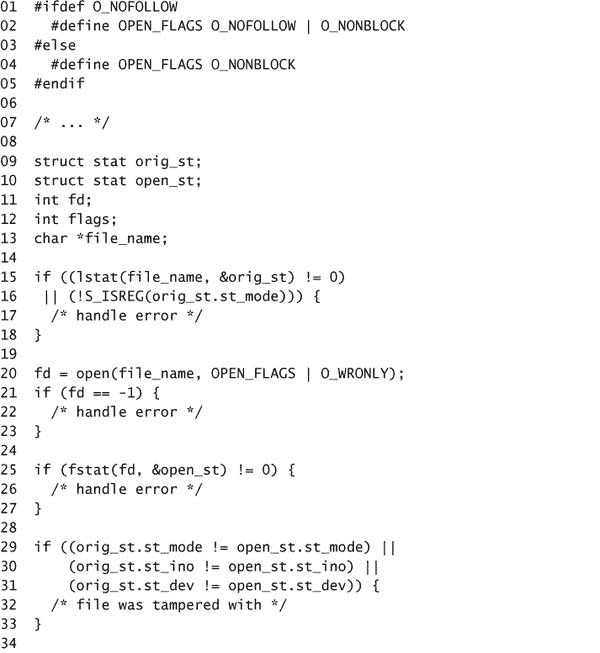 01 #ifdef O_NOFOLLOW
02   #define OPEN_FLAGS O_NOFOLLOW | O_NONBLOCK
03 #else
04   #define OPEN_FLAGS O_NONBLOCK
05 #endif
06
07 /* ... */
08
09 struct stat orig_st;
10 struct stat open_st;
11 int fd;
12 int flags;
13 char *file_name;
14
15 if ((lstat(file_name, &orig_st) != 0)
16  || (!S_ISREG(orig_st.st_mode))) {
17   /* handle error */
18 }
19
20 fd = open(file_name, OPEN_FLAGS | O_WRONLY);
21 if (fd == -1) {
22   /* handle error */
23 }
24
25 if (fstat(fd, &open_st) != 0) {
26   /* handle error */
27 }
28
29 if ((orig_st.st_mode != open_st.st_mode) ||
30     (orig_st.st_ino != open_st.st_ino) ||
31     (orig_st.st_dev != open_st.st_dev)) {
32   /* file was tampered with */
33 }
34